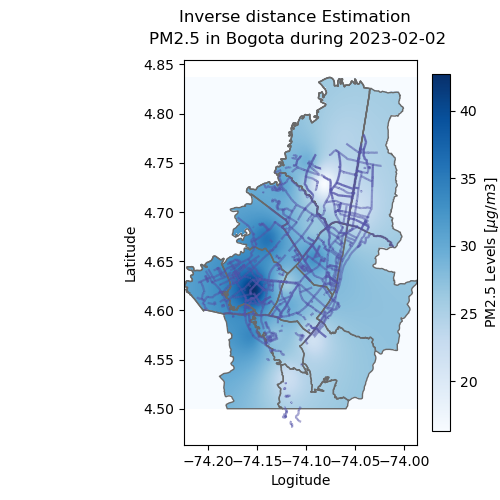 Inverse distance Estimation
PM2.5 in Bogota during 2023-02-02
4.85
4.80
4.75
4.70
4.65
4.60
4.55
4.50
Latitude
−74.20−74.15−74.10−74.05−74.00
Logitude
40
35
30
25
20
PM2.5 Levels [μg/m3]